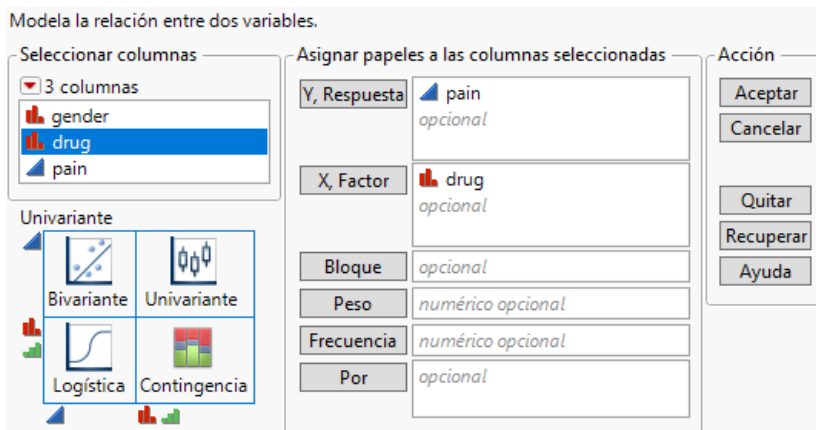 Modela la relación entre dos variables.
Seleccionar columnas
3 columnas
gender
drug
pain
Univariante
Bivariante
Univariante
Logística
Contingencia
Asignar papeles a las columnas seleccionadas
Y, Respuesta
pain
opcional
X, Factor
drug
opcional
Bloque
opcional
Peso
numérico opcional
Frecuencia
numérico opcional
Por
opcional
Acción
Aceptar
Cancelar
Quitar
Recuperar
Ayuda